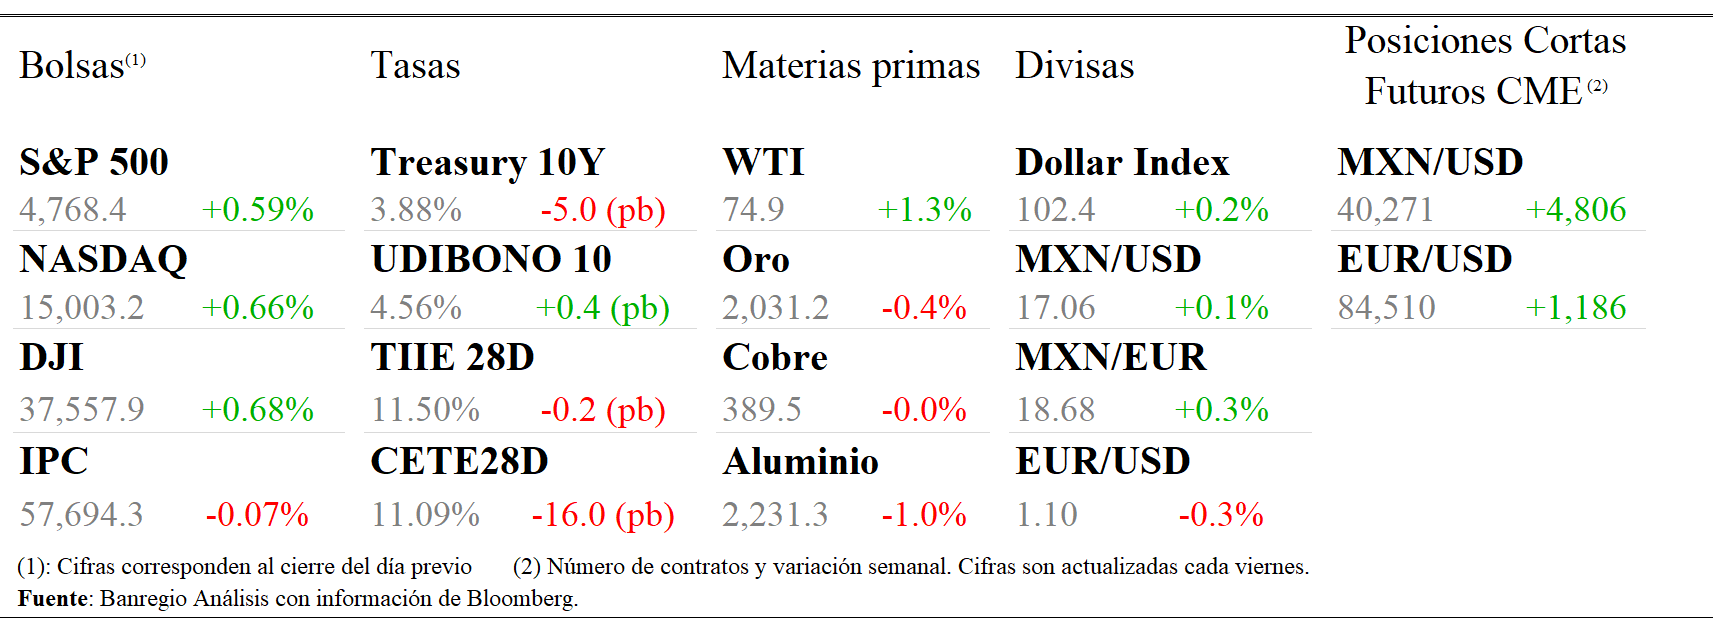 Bolsas(1) Tasas Materias primas Divisas Posiciones Cortas Futuros CME (2)
S&P 500 Treasury 10Y WTI Dollar Index MXN/USD
4,768.4 +0.59% 3.88% -5.0 (pb) 74.9 +1.3% 102.4 +0.2% 40,271 +4,806
NASDAQ UDIBONO 10 Oro MXN/USD EUR/USD
15,003.2 +0.66% 4.56% +0.4 (pb) 2,031.2 -0.4% 17.06 +0.1% 84,510 +1,186
DJI TIIE 28D Cobre MXN/EUR
37,557.9 +0.68% 11.50% -0.2 (pb) 389.5 -0.0% 18.68 +0.3%
IPC CETE28D Aluminio EUR/USD
57,694.3 -0.07% 11.09% -16.0 (pb) 2,231.3 -1.0% 1.10 -0.3%
(1): Cifras corresponden al cierre del día previo (2) Número de contratos y variación semanal. Cifras son actualizadas cada viernes.
Fuente: Banregio Análisis con información de Bloomberg.